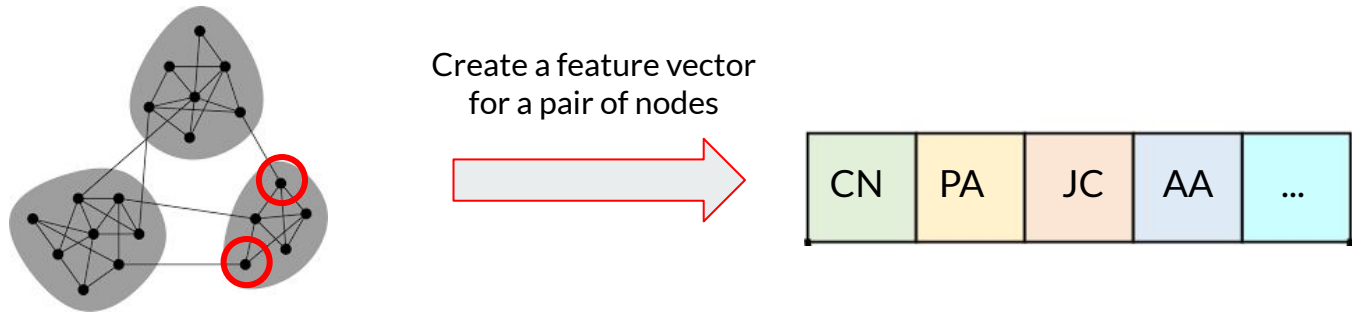 Create a feature vector
for a pair of nodes
CN PA JC AA ...